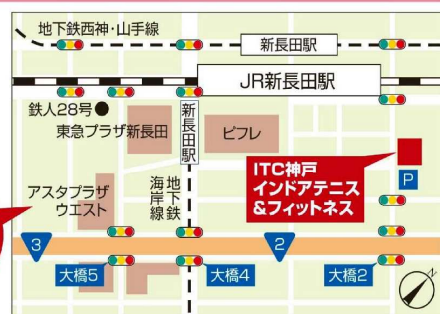 地下鉄西神・山手線
新長田駅
JR新長田駅
鉄人28号
東急プラザ新長田
新長田駅
ピフレ
ITC神戸
インドアテニス
&フィットネス
P
アスタプラザ
ウエスト
地下鉄
海岸線
3
2
大橋5
大橋4
大橋2
N